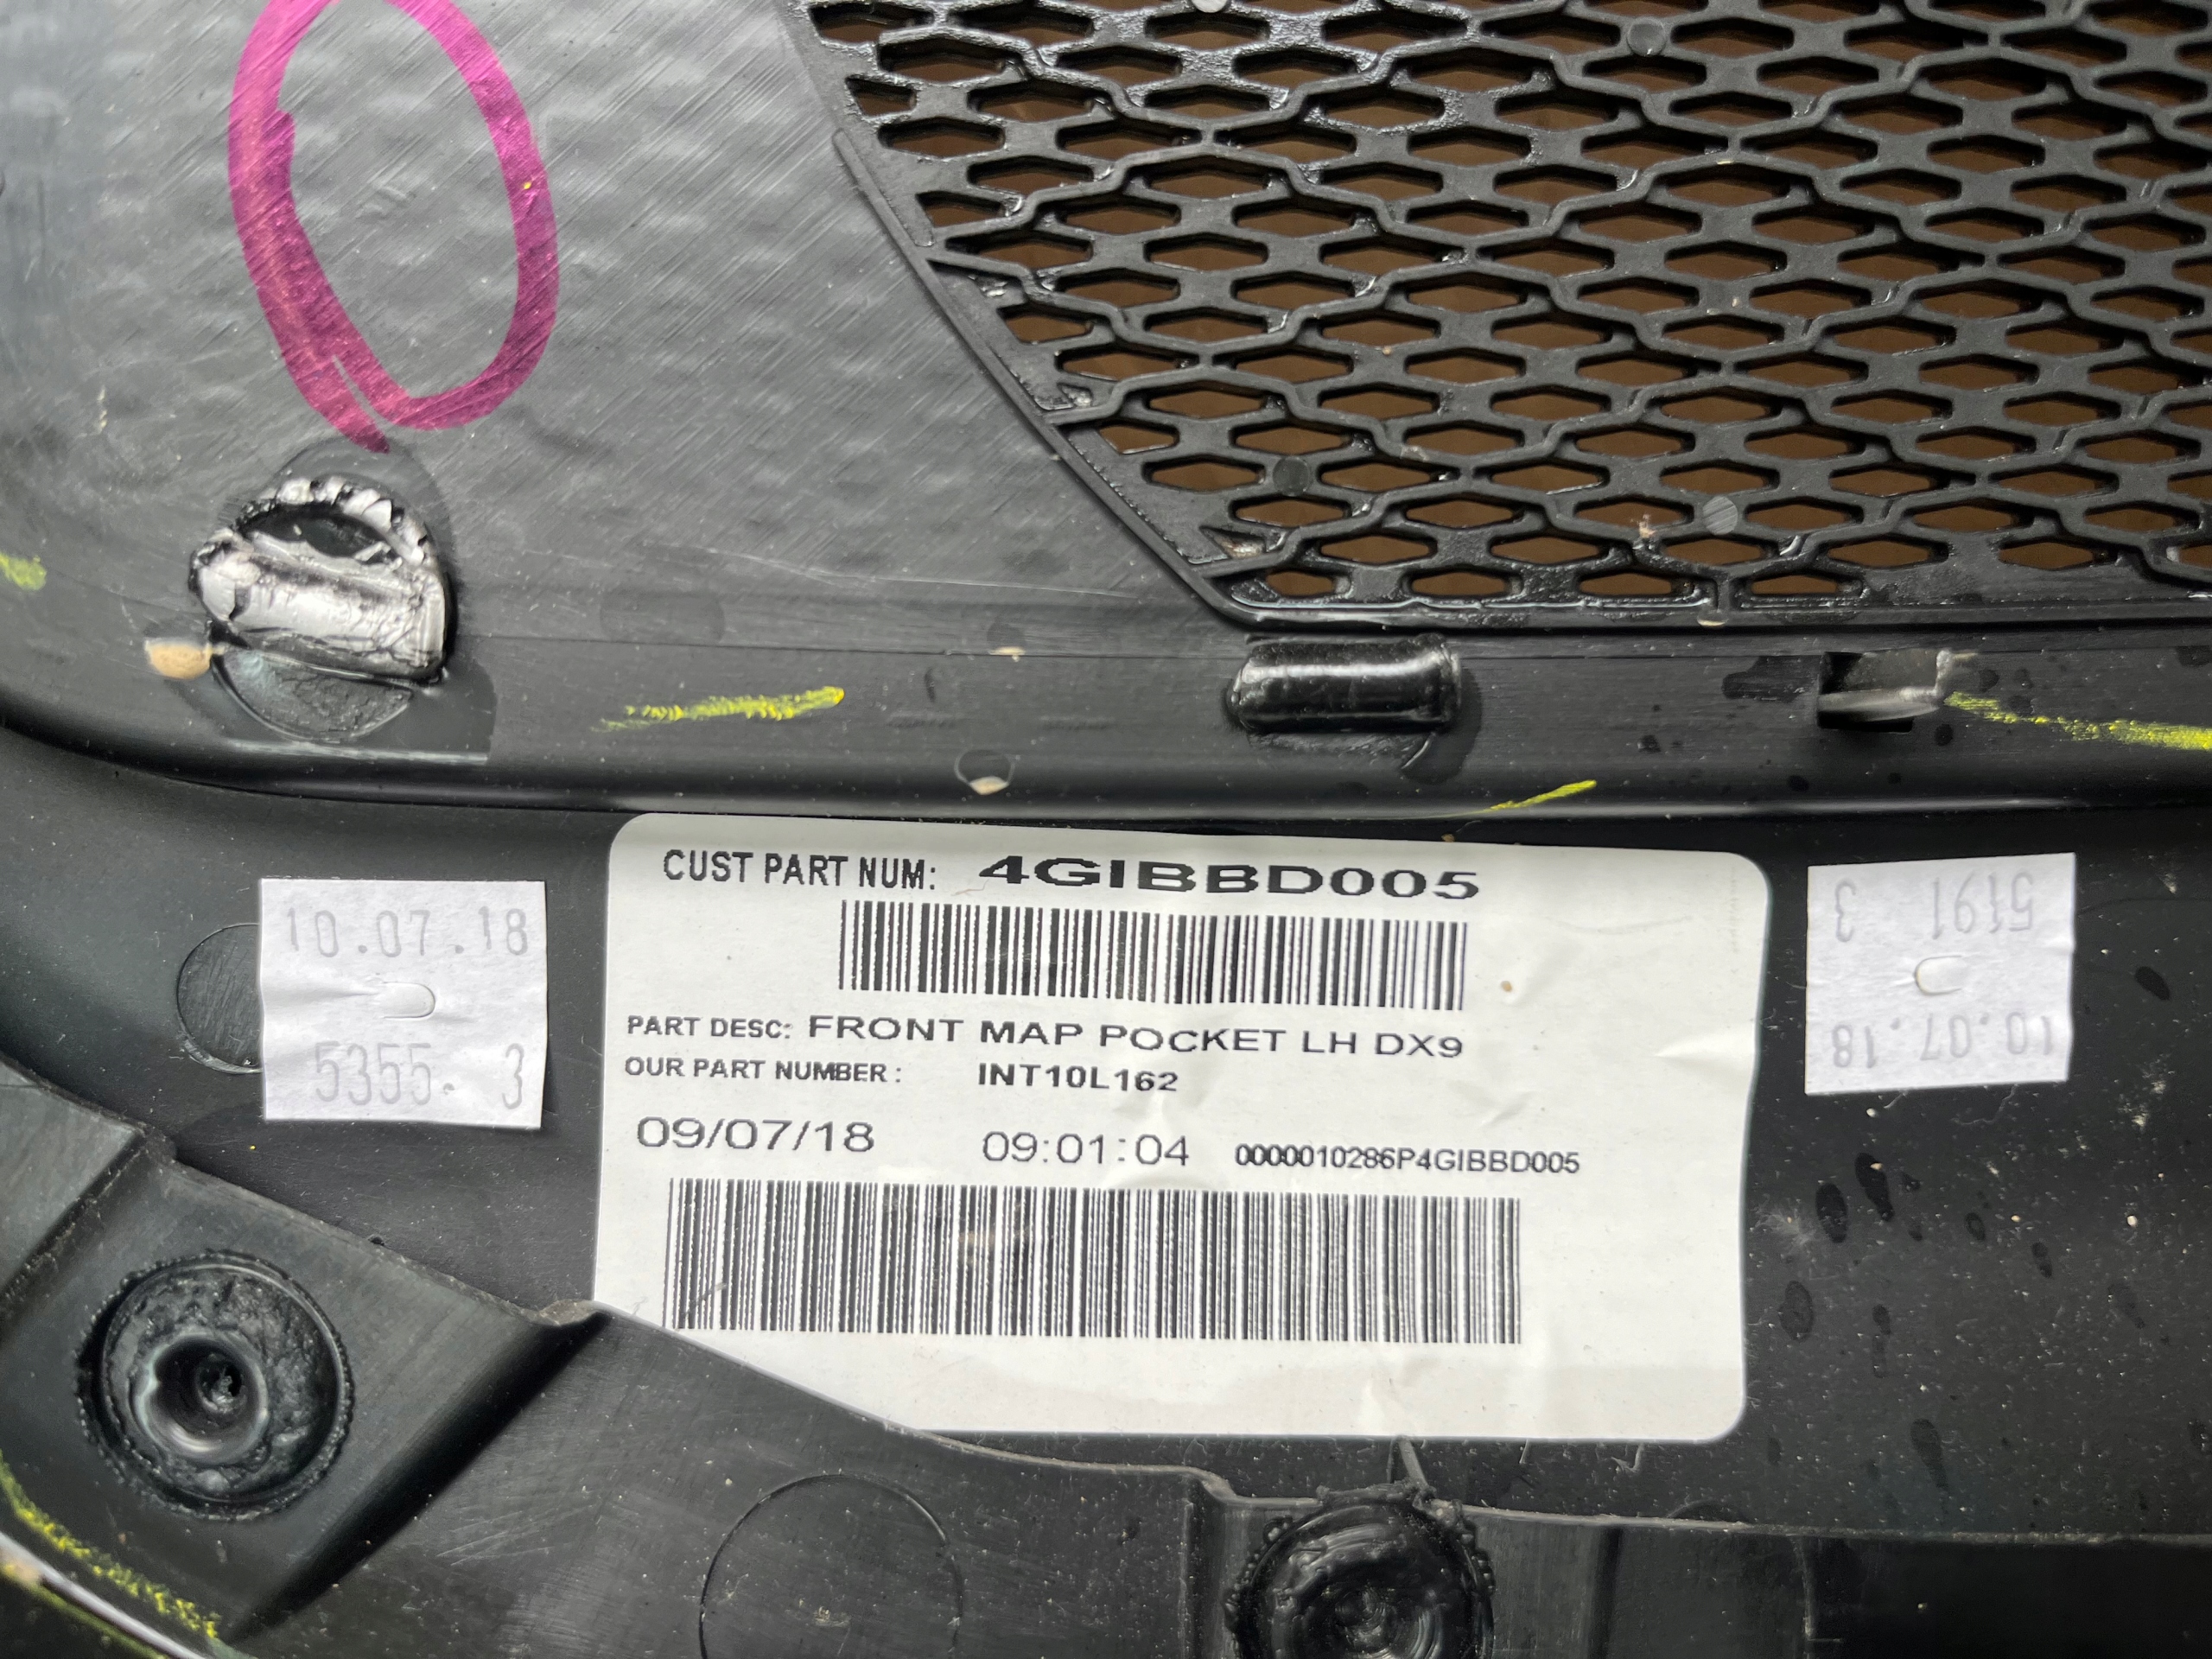 CUST PART NUM: 4GIBBD005
PART DESC: FRONT MAP POCKET LH DX9
OUR PART NUMBER : INT10L162
09/07/18 09:01:04 0000010286P4GIBBD005
10.07.18
5355. 3
10.07.18
5191 3